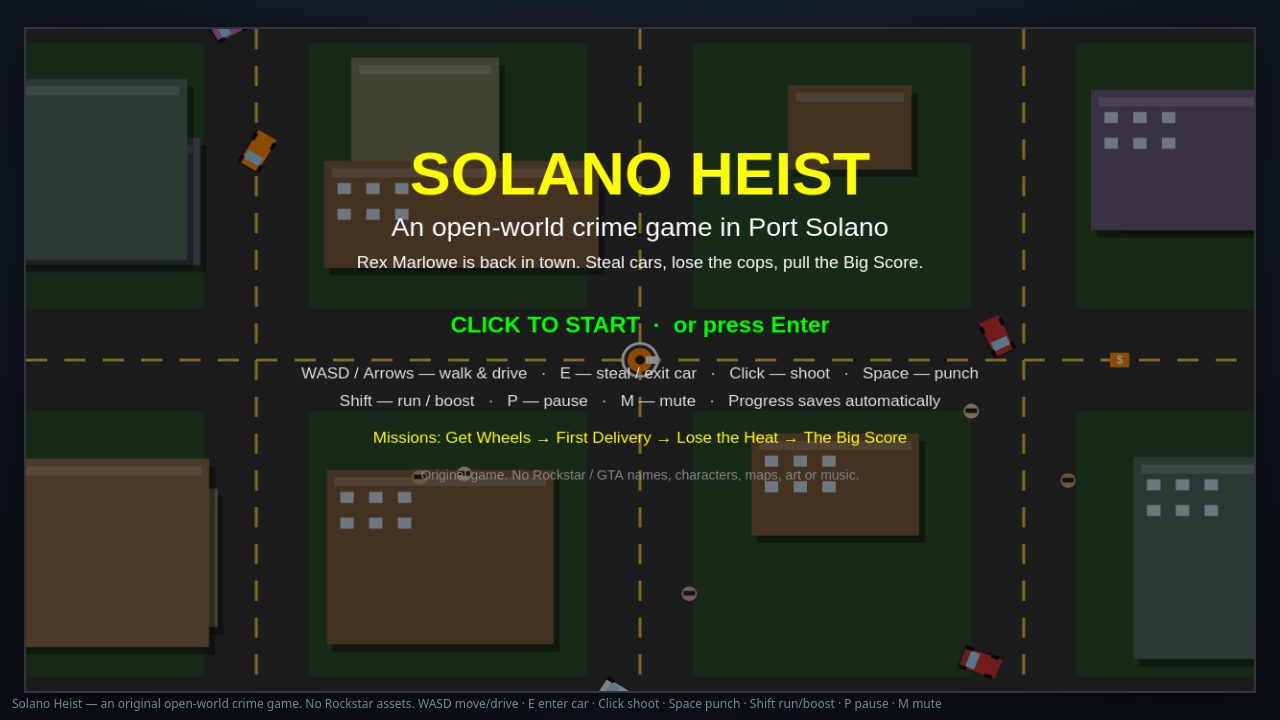 SOLANO HEIST
An open-world crime game in Port Solano
Rex Marlowe is back in town. Steal cars, lose the cops, pull the Big Score.
CLICK TO START · or press Enter
$
WASD / Arrows — walk & drive · E — steal / exit car · Click — shoot · Space — punch
Shift — run / boost · P — pause · M — mute · Progress saves automatically
Missions: Get Wheels → First Delivery → Lose the Heat → The Big Score
Original game. No Rockstar / GTA names, characters, maps, art or music.
Solano Heist — an original open-world crime game. No Rockstar assets. WASD move/drive · E enter car · Click shoot · Space punch · Shift run/boost · P pause · M mute